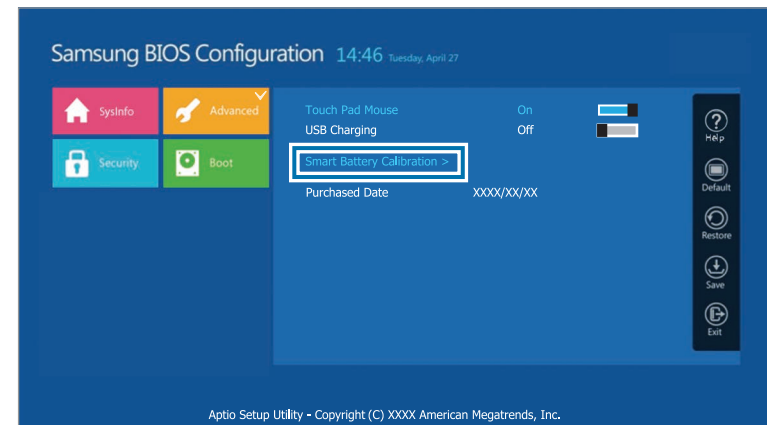 Samsung BIOS Configuration 14:46 Tuesday, April 27
SysInfo
Advanced
Security
Boot
Touch Pad Mouse On
USB Charging Off
Smart Battery Calibration >
Purchased Date XXXX/XX/XX
Help
Default
Restore
Save
Exit
Aptio Setup Utility - Copyright (C) XXXX American Megatrends, Inc.